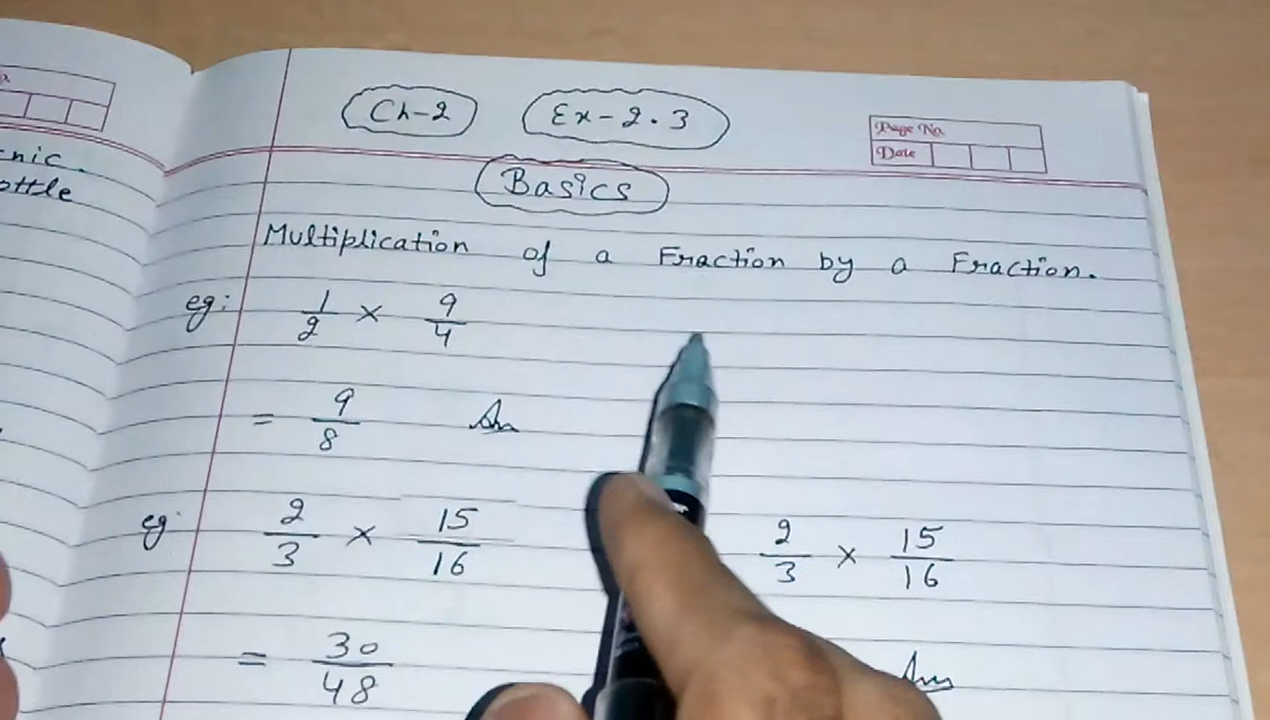 Ch-2 Ex-2.3
Page No.
Date
Basics
Multiplication of a Fraction by a Fraction.
eg: 1/2 × 9/4
= 9/8 Ans
eg: 2/3 × 15/16 2/3 × 15/16
= 30/48 Ans